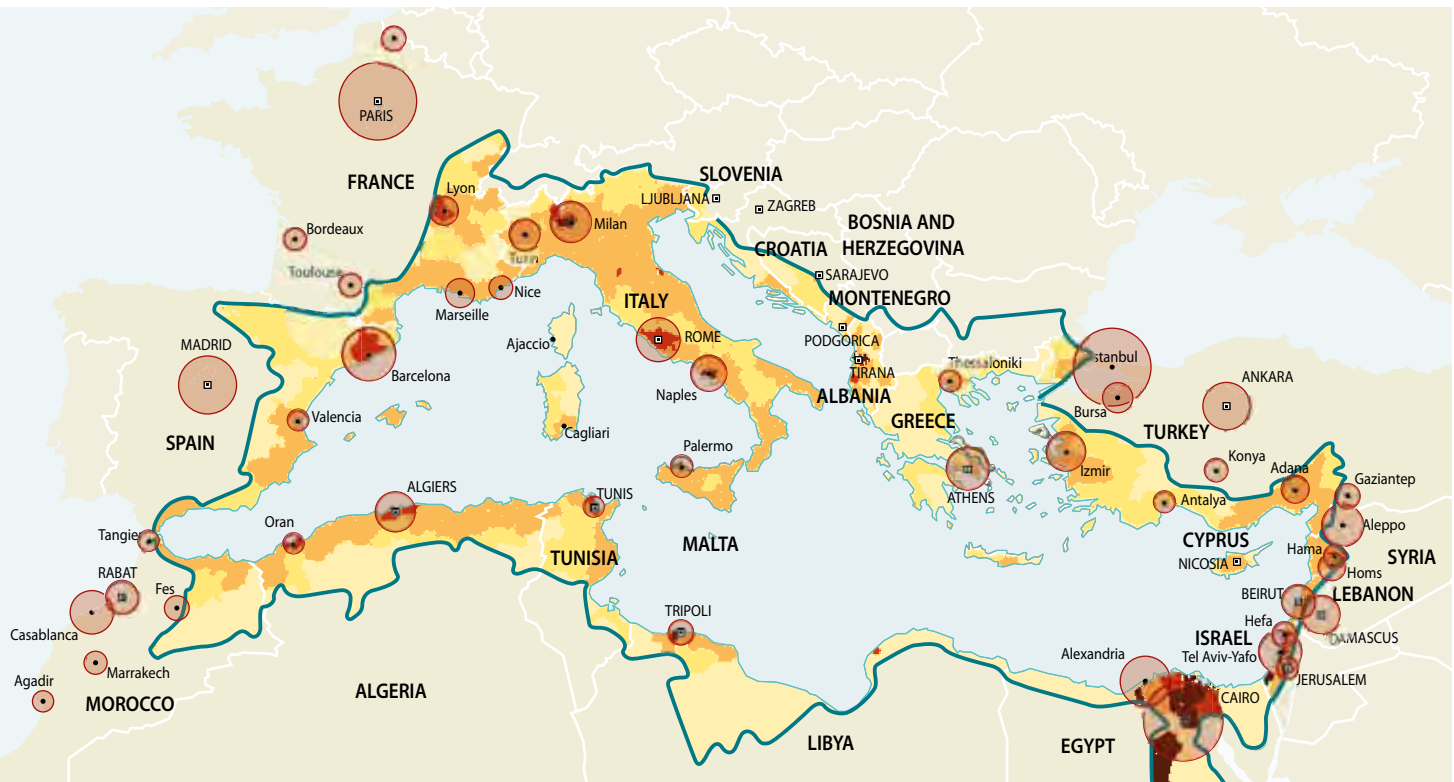 PARIS
FRANCE
Lyon
Bordeaux
Toulouse
Turin
Milan
Marseille
Nice
SLOVENIA
LJUBLJANA
ZAGREB
BOSNIA AND
HERZEGOVINA
CROATIA
SARAJEVO
MONTENEGRO
ITALY
ROME
PODGORICA
TIRANA
ALBANIA
Ajaccio
Naples
Cagliari
Palermo
MADRID
Barcelona
Valencia
SPAIN
Thessaloniki
GREECE
ATHENS
stanbul
Bursa
ANKARA
TURKEY
Konya
Izmir
Antalya
Adana
Gaziantep
Aleppo
CYPRUS
NICOSIA
Hama
SYRIA
Homs
BEIRUT
LEBANON
Hefa
DAMASCUS
ISRAEL
Tel Aviv-Yafo
JERUSALEM
ALGIERS
Oran
TUNIS
TUNISIA
MALTA
Tangie
RABAT
Fes
Casablanca
Marrakech
Agadir
MOROCCO
ALGERIA
TRIPOLI
LIBYA
Alexandria
CAIRO
EGYPT